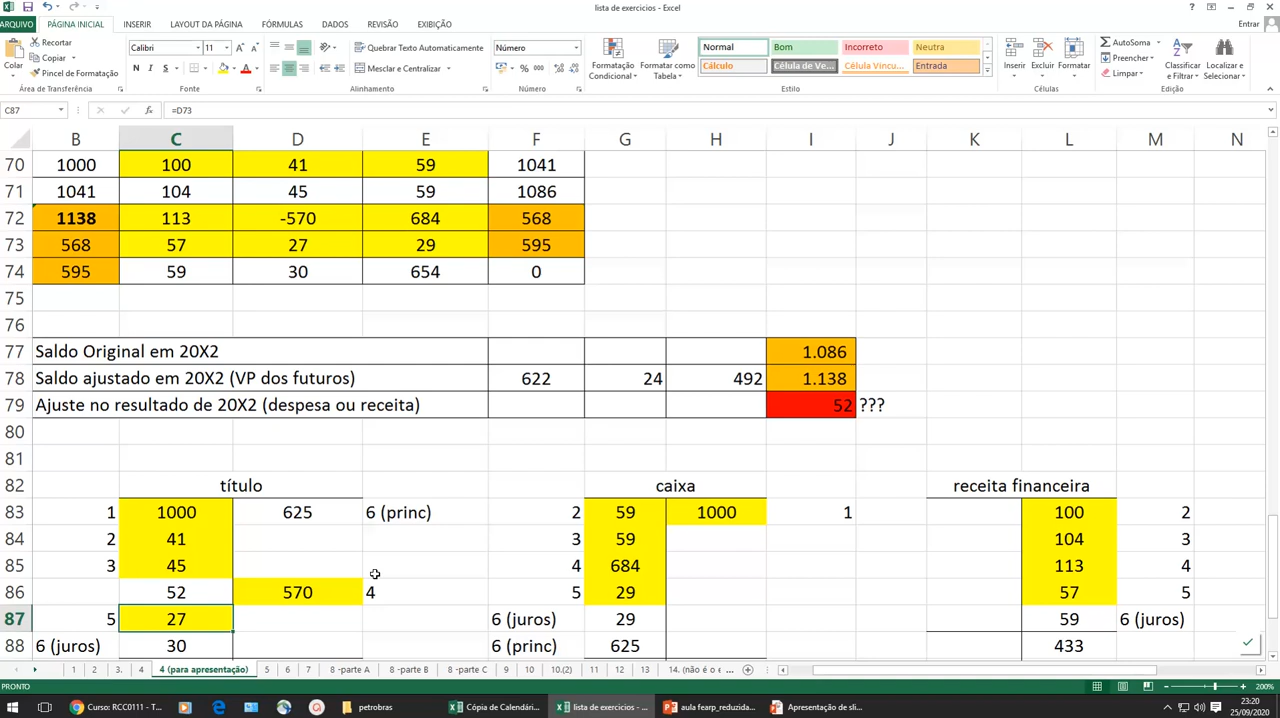 lista de exercicios - Excel
ARQUIVO PÁGINA INICIAL INSERIR LAYOUT DA PÁGINA FÓRMULAS DADOS REVISÃO EXIBIÇÃO Entrar
Colar Recortar Calibri 11 Quebrar Texto Automaticamente Número Formatação Condicional Formatar como Tabela Normal Bom Incorreto Neutra Inserir Excluir Formatar AutoSoma Classificar e Filtrar Localizar e Selecionar
Copiar Preencher
Pincel de Formatação N I S Mesclar e Centralizar % 000 Cálculo Célula de Ve... Célula Vincu... Entrada Limpar
Área de Transferência Fonte Alinhamento Número Estilo Células Edição
C87 fx =D73
B C D E F G H I J K L M N
70 1000 100 41 59 1041
71 1041 104 45 59 1086
72 1138 113 -570 684 568
73 568 57 27 29 595
74 595 59 30 654 0
75
76
77 Saldo Original em 20X2 1.086
78 Saldo ajustado em 20X2 (VP dos futuros) 622 24 492 1.138
79 Ajuste no resultado de 20X2 (despesa ou receita) 52 ???
80
81
82 título caixa receita financeira
83 1 1000 625 6 (princ) 2 59 1000 1 100 2
84 2 41 3 59 104 3
85 3 45 4 684 113 4
86 52 570 4 5 29 57 5
87 5 27 6 (juros) 29 59 6 (juros)
88 6 (juros) 30 6 (princ) 625 433
1 2 3. 4 4 (para apresentação) 5 6 7 8 -parte A 8 -parte B 8 -parte C 9 10 10.(2) 11 12 13 14. (não é o e ...
PRONTO 200%
Curso: RCC0111 - T... petrobras Cópia de Calendári... lista de exercicios - ... aula fearp_reduzida... Apresentação de sli... 23:20
25/09/2020